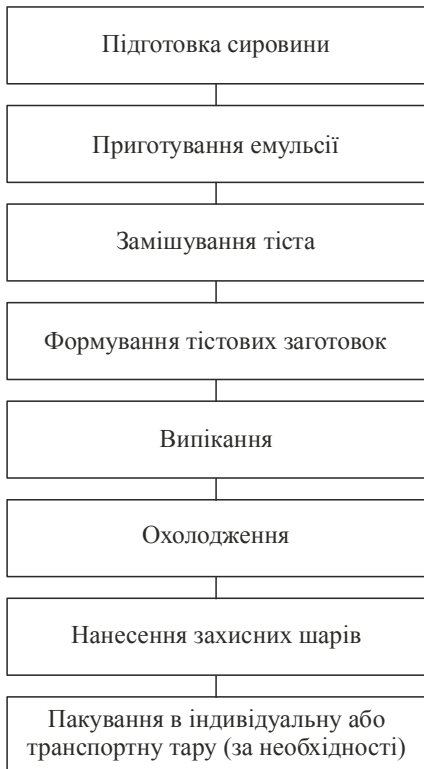 Підготовка сировини
Приготування емульсії
Замішування тіста
Формування тістових заготовок
Випікання
Охолодження
Нанесення захисних шарів
Пакування в індивідуальну або
транспортну тару (за необхідності)